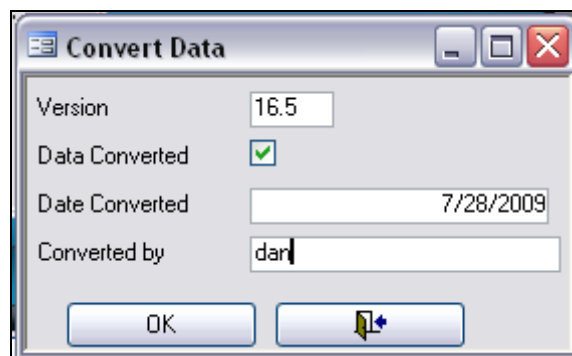 Convert Data
Version 16.5
Data Converted
Date Converted 7/28/2009
Converted by dan
OK